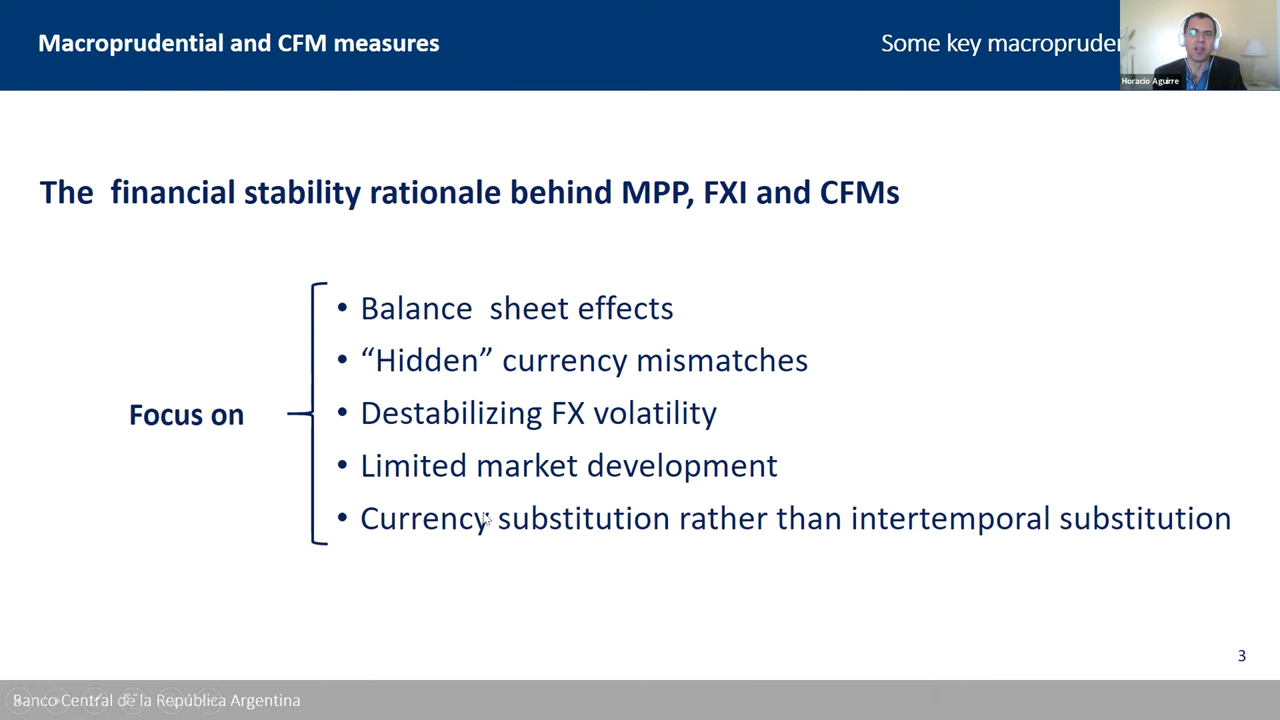 Macroprudential and CFM measures
Some key macropruder
Horacio Aguirre
The financial stability rationale behind MPP, FXI and CFMs
Focus on
• Balance sheet effects
• “Hidden” currency mismatches
• Destabilizing FX volatility
• Limited market development
• Currency substitution rather than intertemporal substitution
3
Banco Central de la República Argentina